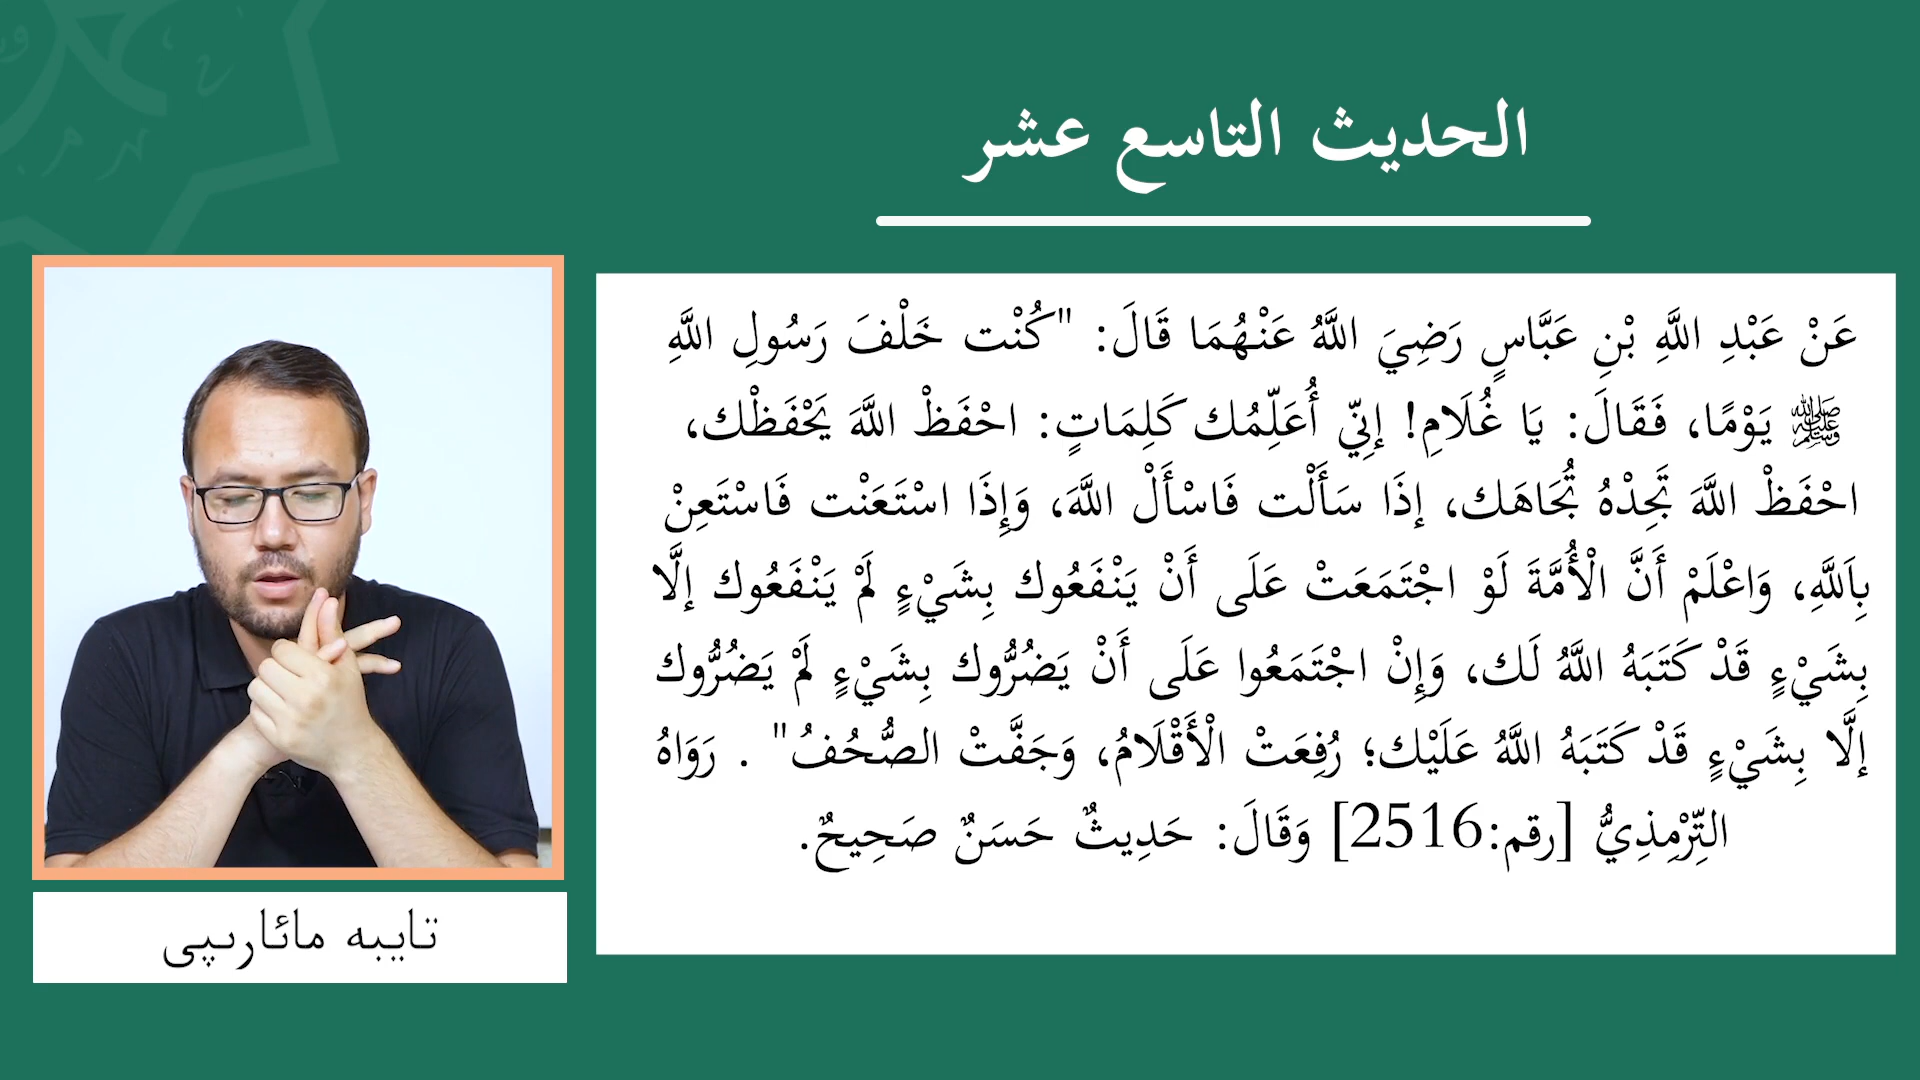 الحديث التاسع عشر
عَنْ عَبْدِ اللَّهِ بْنِ عَبَّاسٍ رَضِيَ اللَّهُ عَنْهُمَا قَالَ: "كُنْت خَلْفَ رَسُولِ اللَّهِ
ﷺ يَوْمًا، فَقَالَ: يَا غُلَامِ! إنِّي أُعَلِّمُك كَلِمَاتٍ: احْفَظْ اللَّهَ يَحْفَظْك،
احْفَظْ اللَّهَ تَجِدْهُ تُجَاهَك، إذَا سَأَلْت فَاسْأَلْ اللَّهَ، وَإِذَا اسْتَعَنْت فَاسْتَعِنْ
بِاَللَّهِ، وَاعْلَمْ أَنَّ الْأُمَّةَ لَوْ اجْتَمَعَتْ عَلَى أَنْ يَنْفَعُوك بِشَيْءٍ لَمْ يَنْفَعُوك إلَّا
بِشَيْءٍ قَدْ كَتَبَهُ اللَّهُ لَك، وَإِنْ اجْتَمَعُوا عَلَى أَنْ يَضُرُّوك بِشَيْءٍ لَمْ يَضُرُّوك
إلَّا بِشَيْءٍ قَدْ كَتَبَهُ اللَّهُ عَلَيْك؛ رُفِعَتْ الْأَقْلَامُ، وَجَفَّتْ الصُّحُفُ" . رَوَاهُ
التِّرْمِذِيُّ [رقم:2516] وَقَالَ: حَدِيثٌ حَسَنٌ صَحِيحٌ.
تايبە مائارىپى